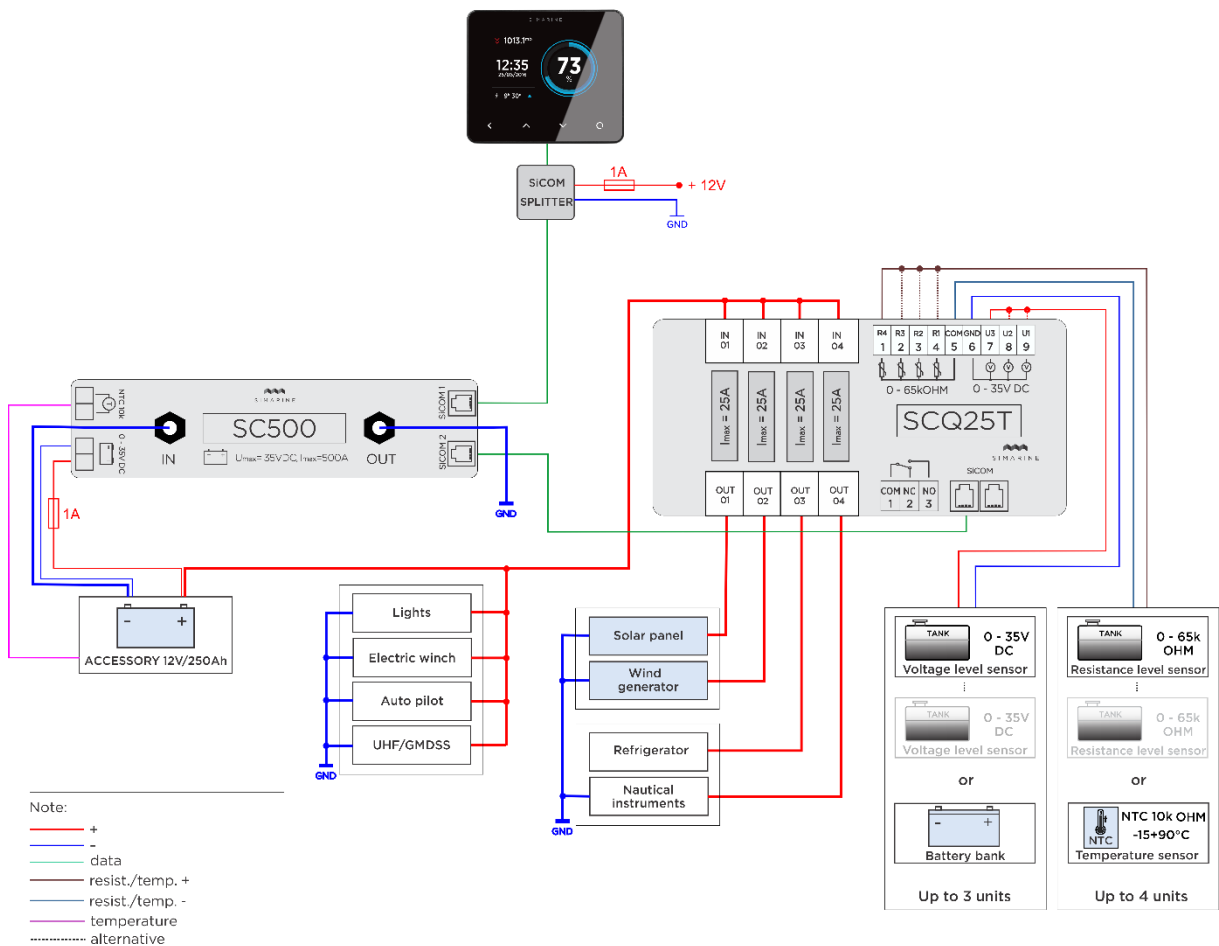 SIMARINE
1013.1
12:35
73
%
1A
SiCOM
SPLITTER
+ 12V
GND
IN
01
IN
02
IN
03
IN
04
R4 R3 R2 R1 COM GND U3 U2 U1
1 2 3 4 5 6 7 8 9
0 - 65kOHM
0 - 35V DC
Imax = 25A
Imax = 25A
Imax = 25A
Imax = 25A
SCQ25T
SIMARINE
SICOM
COM NC NO
1 2 3
OUT
01
OUT
02
OUT
03
OUT
04
NTC 10k
0 - 35V DC
SIMARINE
SC500
IN
Umax= 35VDC, Imax=500A
OUT
SICOM 1
SICOM 2
GND
1A
- +
ACCESSORY 12V/250Ah
Lights
Electric winch
Auto pilot
UHF/GMDSS
GND
Solar panel
Wind
generator
Refrigerator
Nautical
instruments
GND
TANK
0 - 35V
DC
Voltage level sensor
TANK
0 - 35V
DC
Voltage level sensor
or
- +
Battery bank
Up to 3 units
TANK
0 - 65k
OHM
Resistance level sensor
TANK
0 - 65k
OHM
Resistance level sensor
or
NTC
NTC 10k OHM
-15+90°C
Temperature sensor
Up to 4 units
Note:
+
-
data
resist./temp. +
resist./temp. -
temperature
alternative